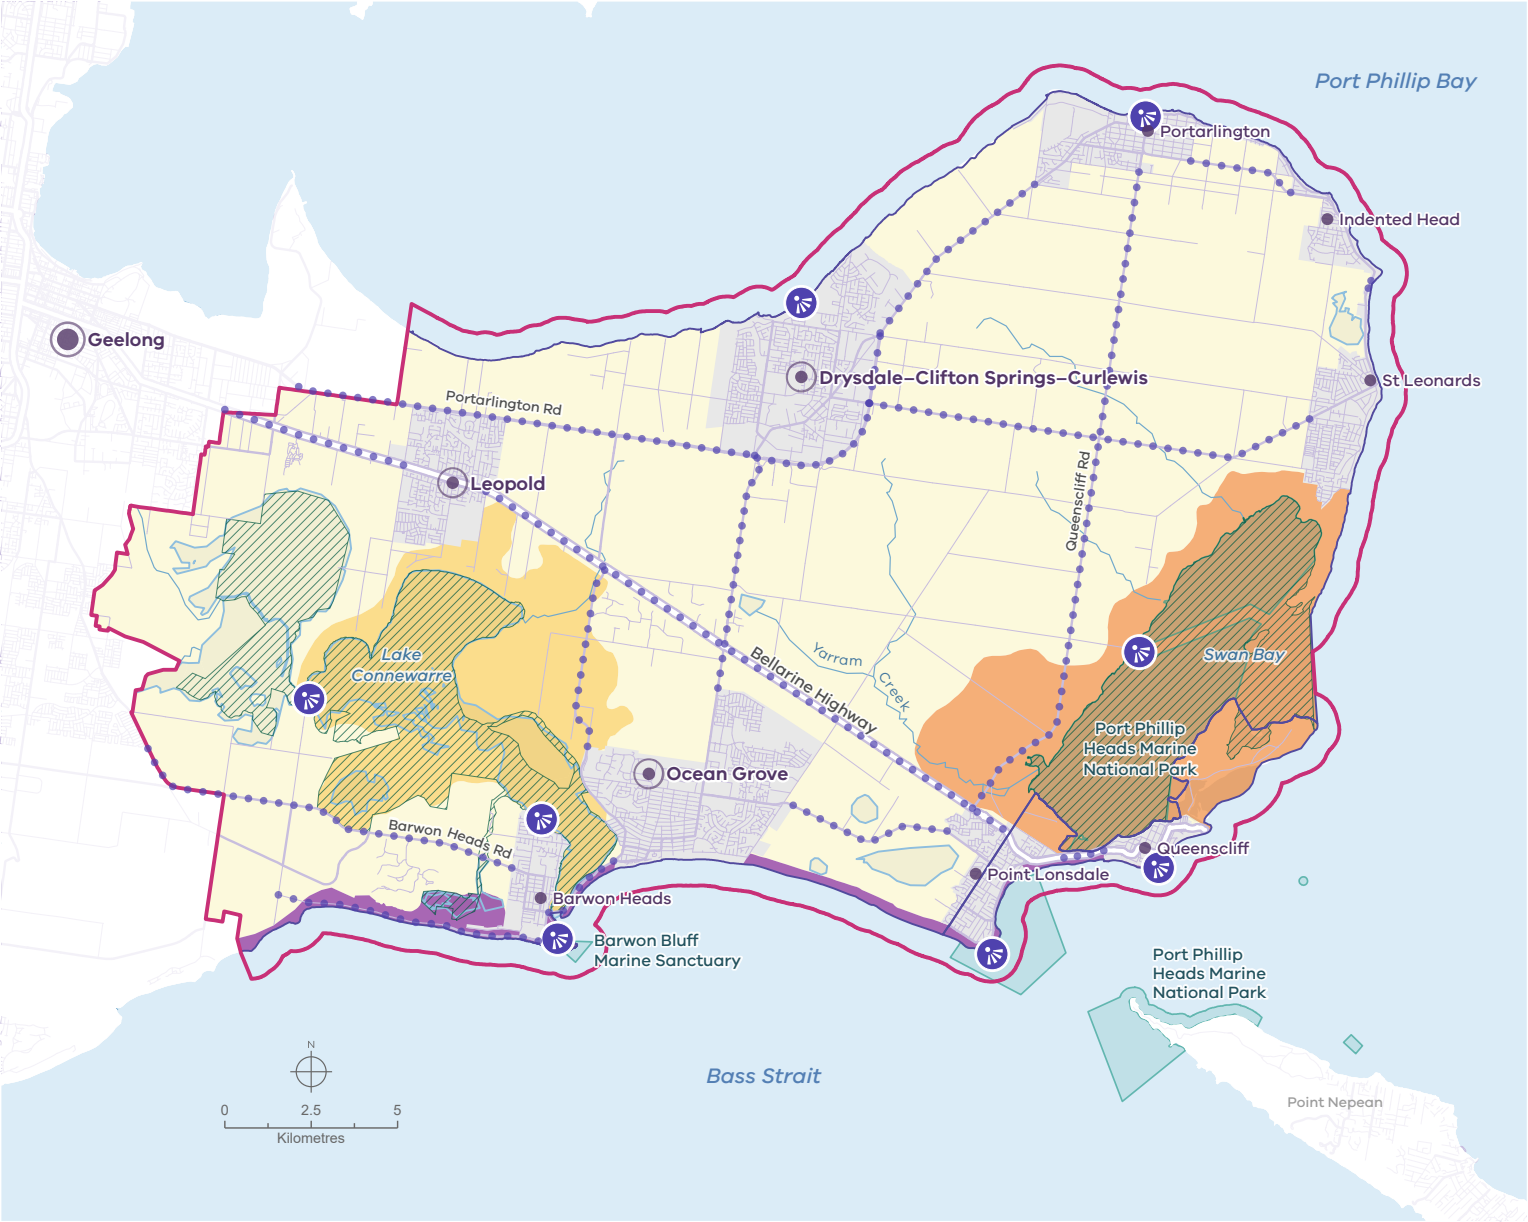 Port Phillip Bay
Portarlington
Indented Head
Geelong
Drysdale–Clifton Springs–Curlewis
St Leonards
Portarlington Rd
Leopold
Queenscliff Rd
Lake
Connewarre
Yarram
Creek
Swan Bay
Bellarine Highway
Port Phillip
Heads Marine
National Park
Ocean Grove
Barwon Heads Rd
Queenscliff
Point Lonsdale
Barwon Heads
Barwon Bluff
Marine Sanctuary
Port Phillip
Heads Marine
National Park
N
Bass Strait
Point Nepean
0 2.5 5
Kilometres